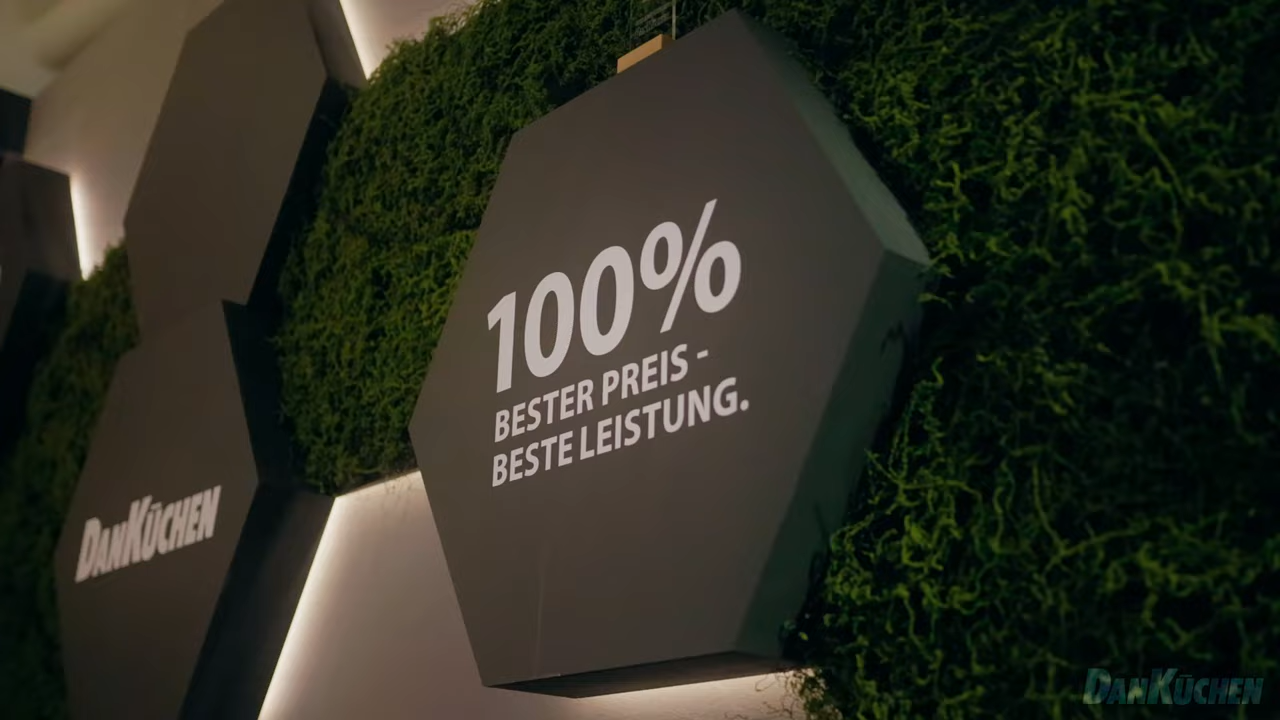 100%
BESTER PREIS -
BESTE LEISTUNG.
DANKÜCHEN
DANKÜCHEN